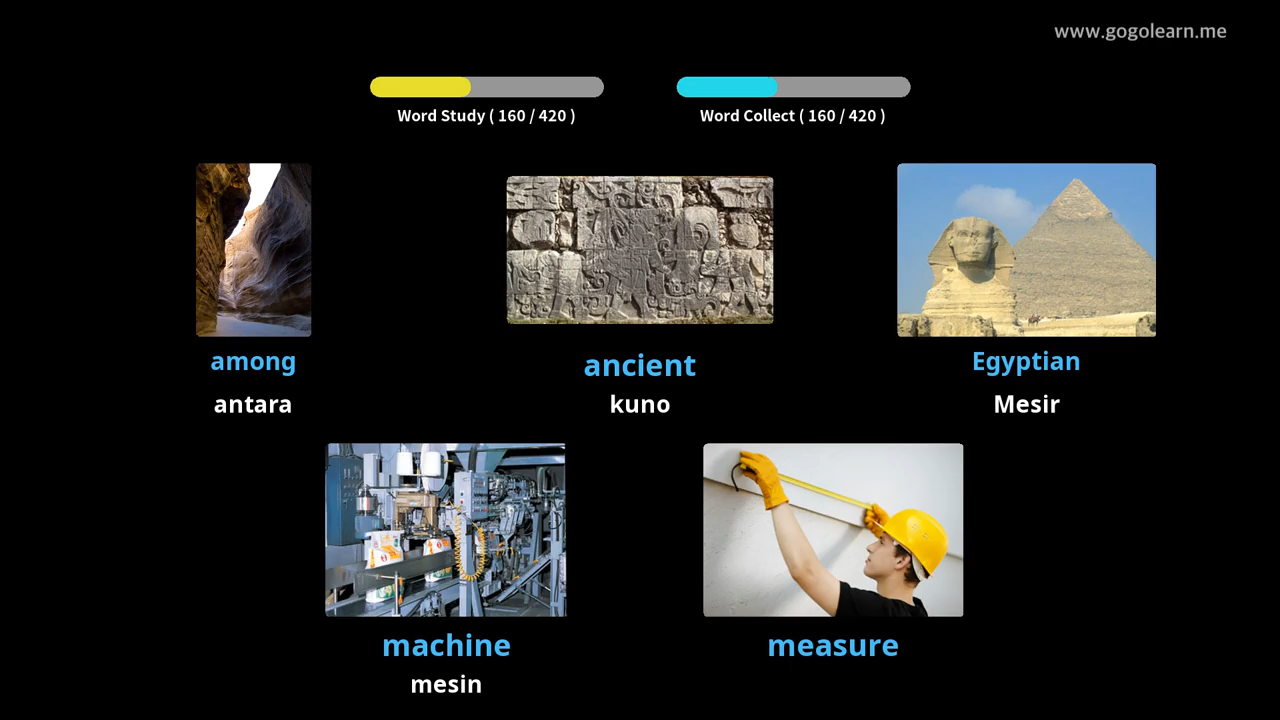 www.gogolearn.me
Word Study ( 160 / 420 )
Word Collect ( 160 / 420 )
among
antara
ancient
kuno
Egyptian
Mesir
machine
mesin
measure